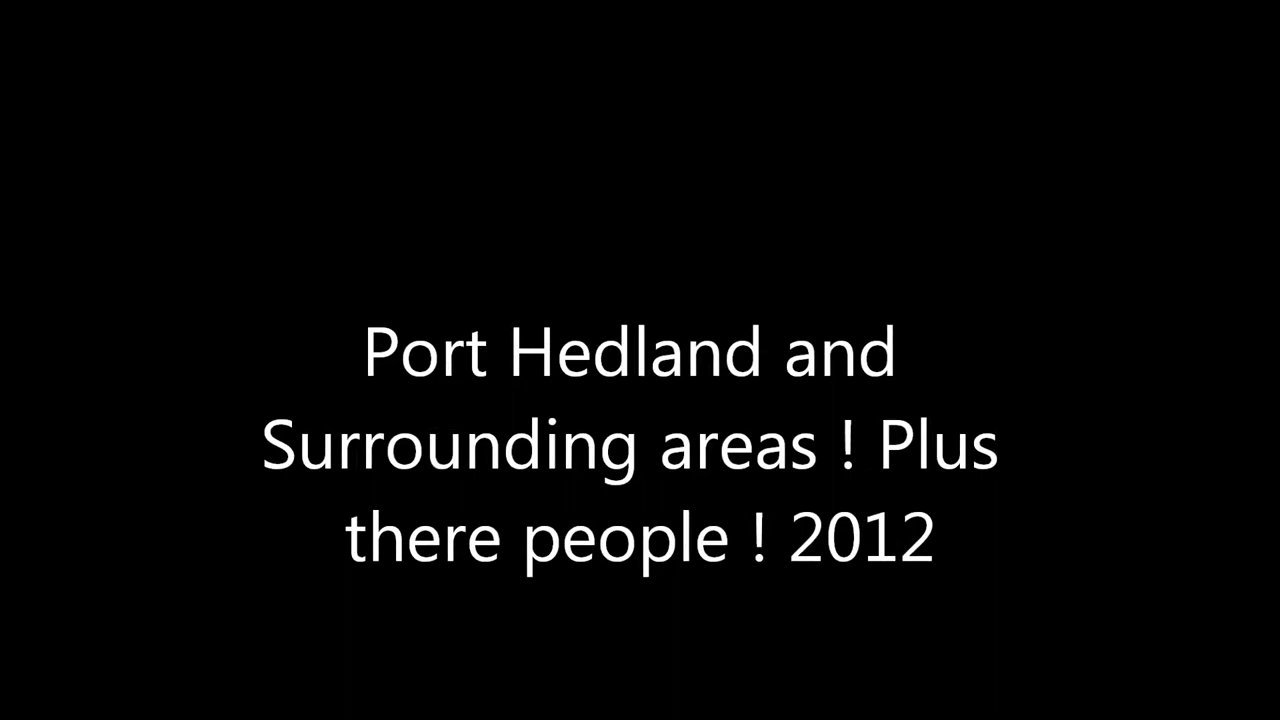 Port Hedland and
Surrounding areas ! Plus
there people ! 2012